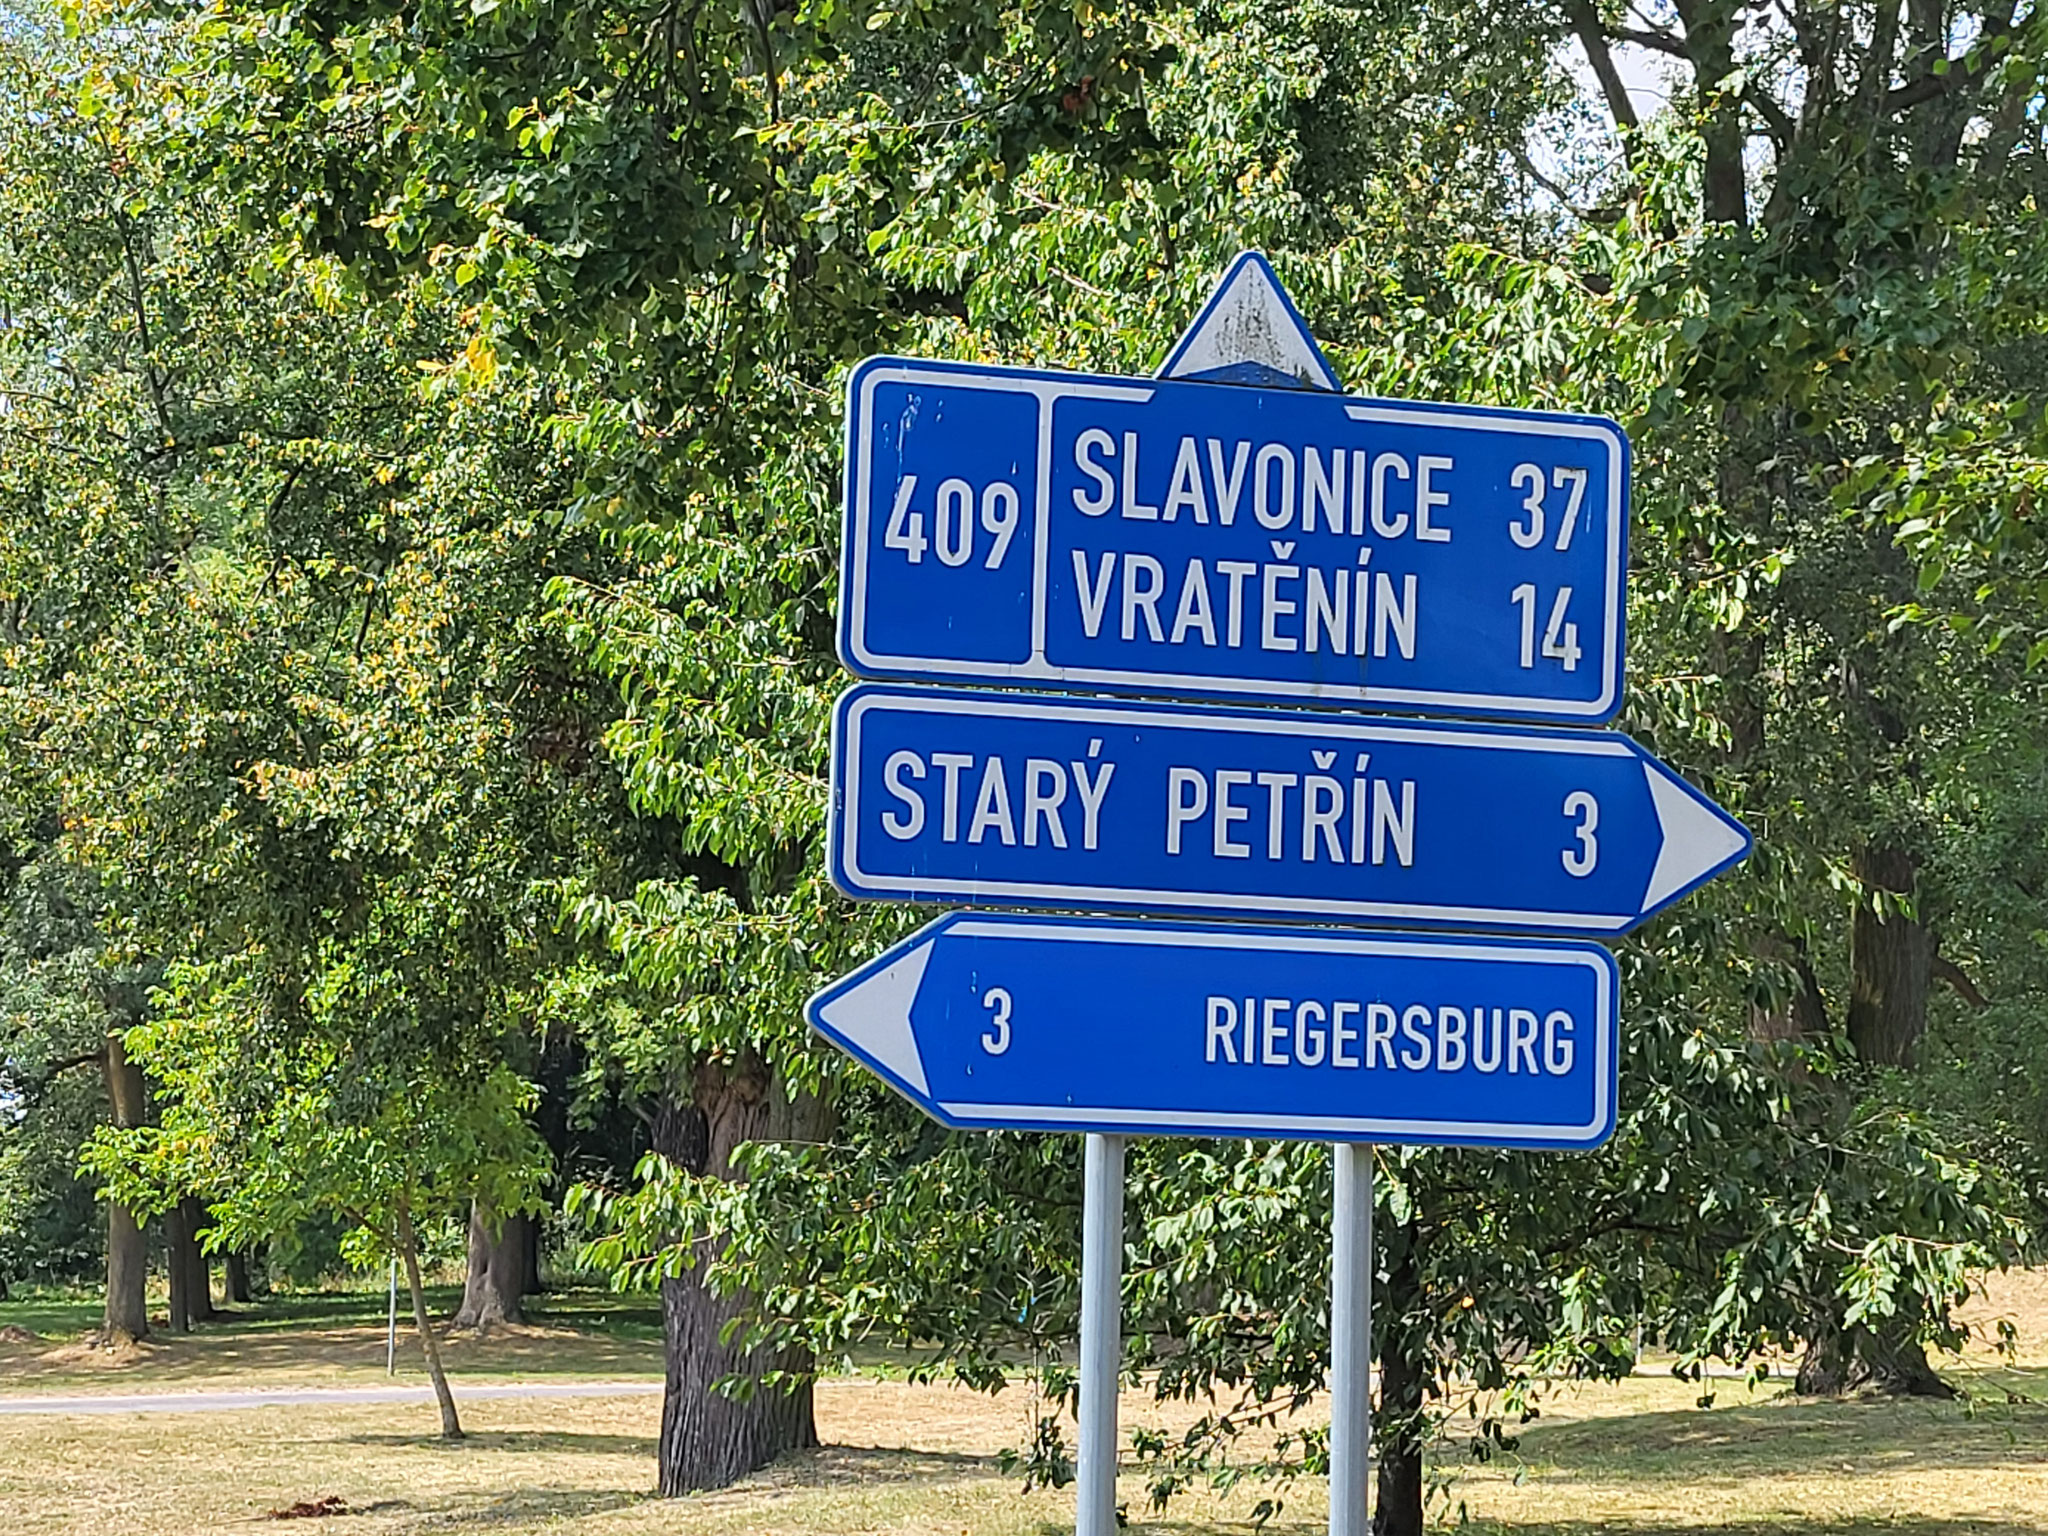 409
SLAVONICE 37
VRATĚNÍN 14
STARÝ PETŘÍN 3
3 RIEGERSBURG